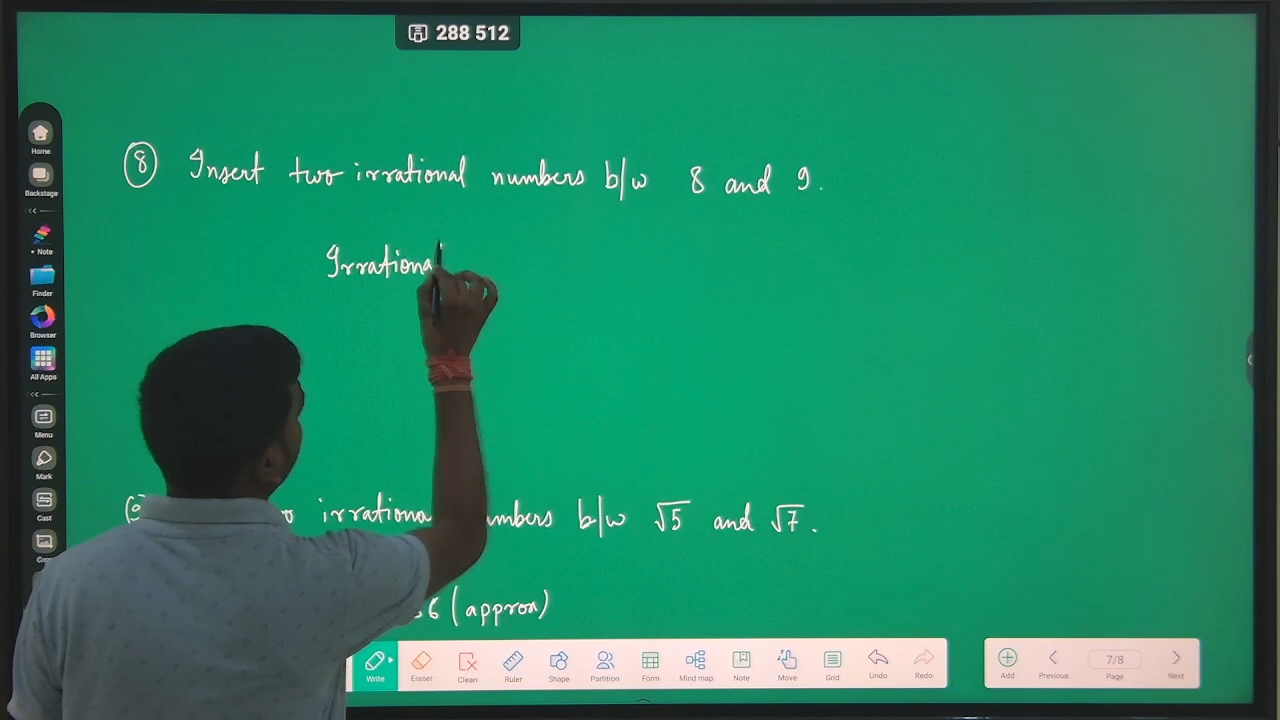 288 512
⑧ Insert two irrational numbers b/w 8 and 9.
Irrationa
irrationa numbers b/w √5 and √7.
36 (approx)
Home
Backstage
Note
Finder
Browser
All Apps
Menu
Mark
Cast
Write
Eraser
Clean
Ruler
Shape
Partition
Form
Mind map
Note
Move
Grid
Undo
Redo
Add
Previous
7/8
Page
Next